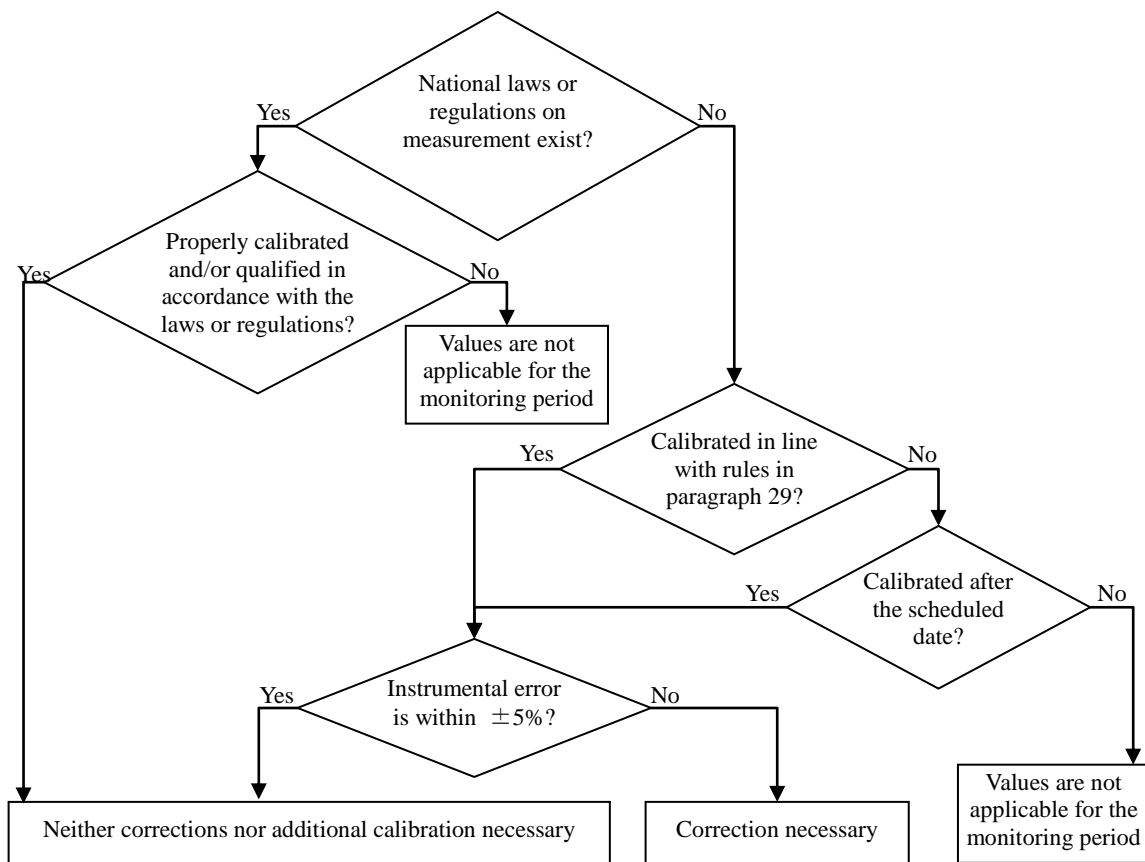 National laws or
regulations on
measurement exist?
Yes
No
Properly calibrated
and/or qualified in
accordance with the
laws or regulations?
Yes
No
Values are not
applicable for the
monitoring period
Calibrated in line
with rules in
paragraph 29?
Yes
No
Calibrated after
the scheduled
date?
Yes
No
Instrumental error
is within ±5%?
Yes
No
Values are not
applicable for the
monitoring period
Neither corrections nor additional calibration necessary
Correction necessary